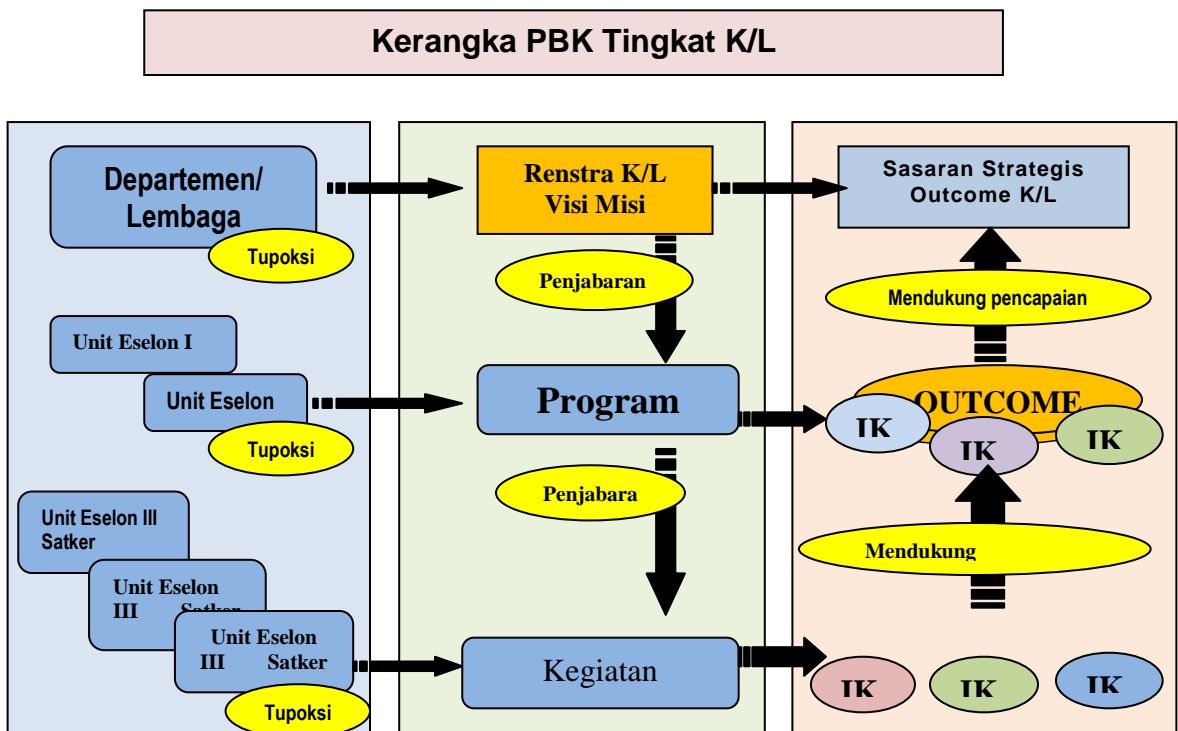 Kerangka PBK Tingkat K/L
Departemen/
Lembaga
Tupoksi
Renstra K/L
Visi Misi
Sasaran Strategis
Outcome K/L
Penjabaran
Mendukung pencapaian
Unit Eselon I
Unit Eselon
Tupoksi
Program
OUTCOME
IK
IK
IK
Penjabara
Unit Eselon III
Satker
Unit Eselon
III Satker
Unit Eselon
III Satker
Tupoksi
Mendukung
Kegiatan
IK
IK
IK